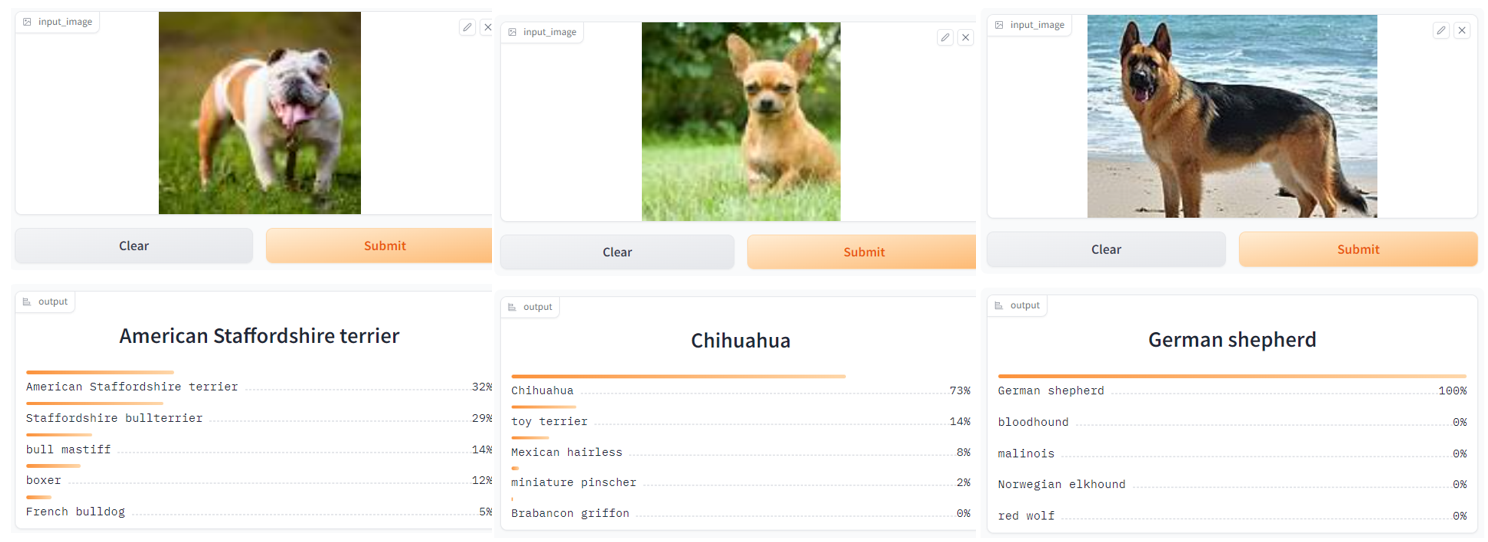 input_image
Clear
Submit
output
American Staffordshire terrier
American Staffordshire terrier 32%
Staffordshire bullterrier 29%
bull mastiff 14%
boxer 12%
French bulldog 5%
input_image
Clear
Submit
output
Chihuahua
Chihuahua 73%
toy terrier 14%
Mexican hairless 8%
miniature pinscher 2%
Brabancon griffon 0%
input_image
Clear
Submit
output
German shepherd
German shepherd 100%
bloodhound 0%
malinois 0%
Norwegian elkhound 0%
red wolf 0%